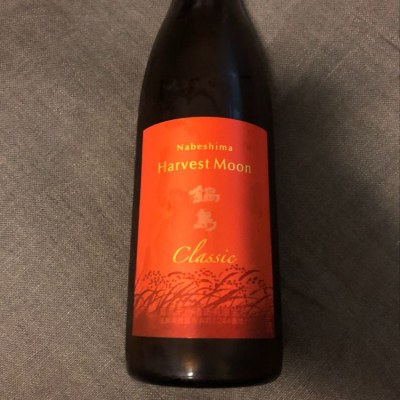 Nabeshima
Harvest Moon
鍋島
Classic